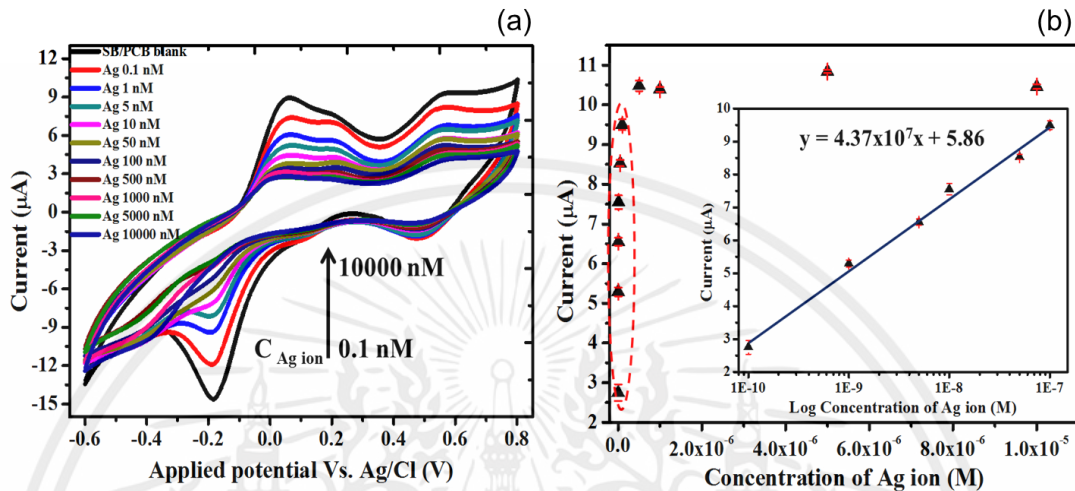 (a)
12
9
6
3
0
-3
-6
-9
-12
-15
Current (µA)
SB/PCB blank
Ag 0.1 nM
Ag 1 nM
Ag 5 nM
Ag 10 nM
Ag 50 nM
Ag 100 nM
Ag 500 nM
Ag 1000 nM
Ag 5000 nM
Ag 10000 nM
10000 nM
C Ag ion
0.1 nM
-0.6 -0.4 -0.2 0.0 0.2 0.4 0.6 0.8
Applied potential Vs. Ag/Cl (V)
(b)
11
10
9
8
7
6
5
4
3
2
Current (µA)
0.0 2.0x10⁻⁶ 4.0x10⁻⁶ 6.0x10⁻⁶ 8.0x10⁻⁶ 1.0x10⁻⁵
Concentration of Ag ion (M)
y = 4.37x10⁷x + 5.86
10
9
8
7
6
5
4
3
2
Current (µA)
1E-10 1E-9 1E-8 1E-7
Log Concentration of Ag ion (M)